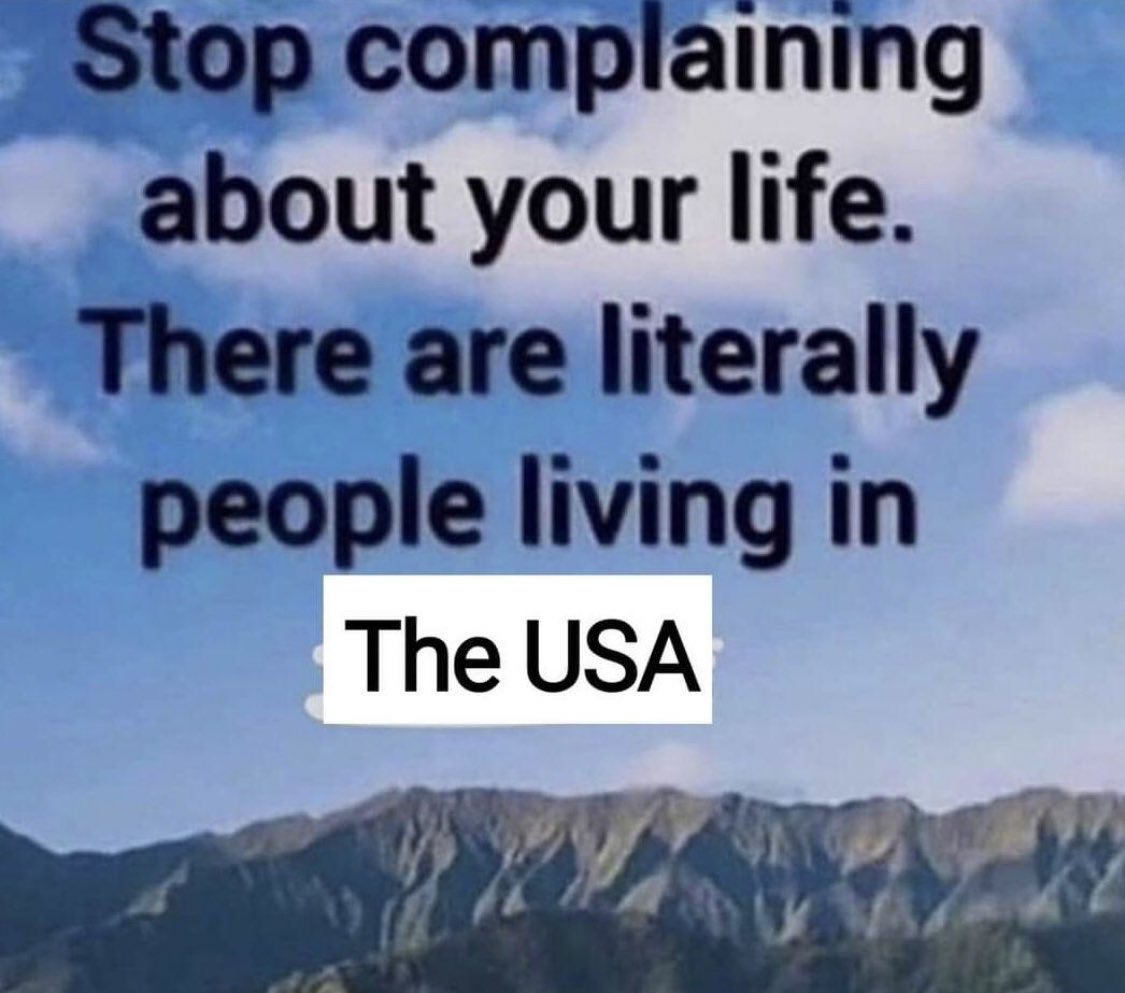 Stop complaining
about your life.
There are literally
people living in
The USA